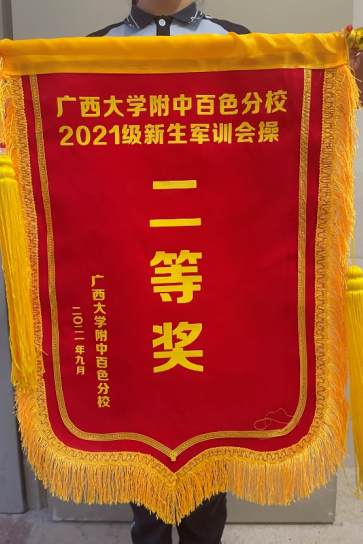 广西大学附中百色分校
2021级新生军训会操
二等奖
广西大学附中百色分校
二〇二一年九月